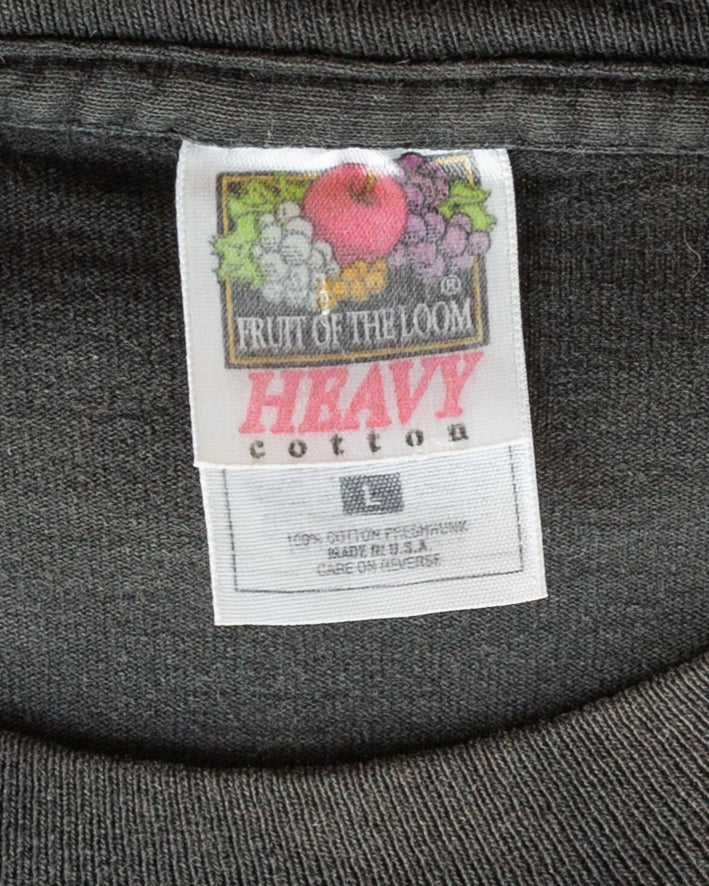 ®
FRUIT OF THE LOOM
HEAVY
cotton
L
100% COTTON PRESHRUNK
MADE IN U.S.A.
CARE ON REVERSE